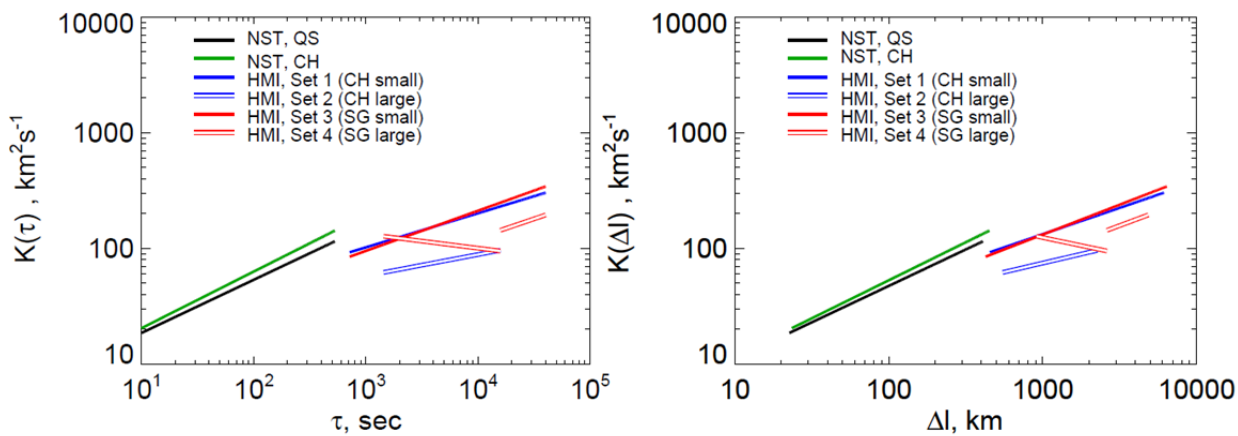 10000
1000
100
10
K(τ) , km²s⁻¹
NST, QS
NST, CH
HMI, Set 1 (CH small)
HMI, Set 2 (CH large)
HMI, Set 3 (SG small)
HMI, Set 4 (SG large)
10¹ 10² 10³ 10⁴ 10⁵
τ, sec
10000
1000
100
10
K(Δl) , km²s⁻¹
NST, QS
NST, CH
HMI, Set 1 (CH small)
HMI, Set 2 (CH large)
HMI, Set 3 (SG small)
HMI, Set 4 (SG large)
10 100 1000 10000
Δl, km